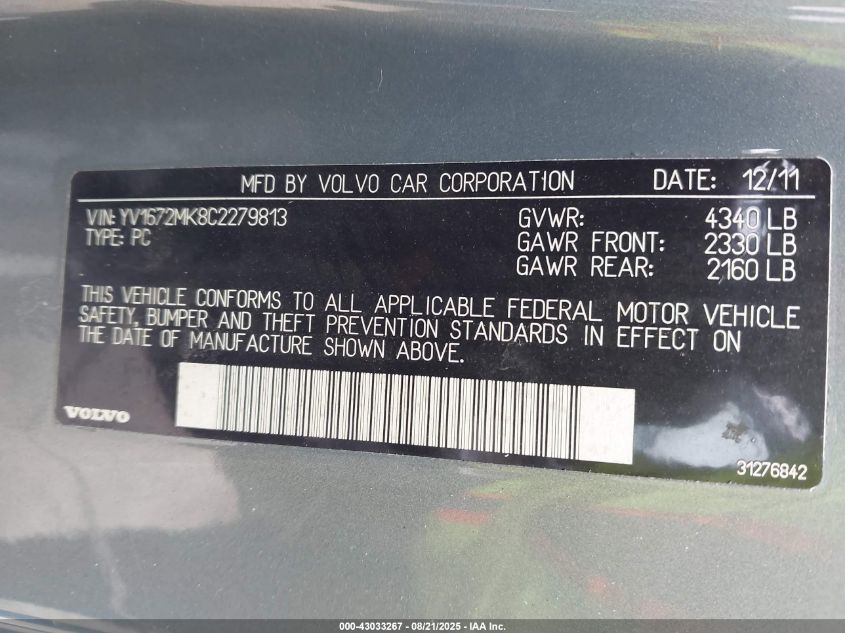 MFD BY VOLVO CAR CORPORATION DATE: 12/11
VIN: YV1672MK8C2279813 GVWR: 4340 LB
TYPE: PC GAWR FRONT: 2330 LB
GAWR REAR: 2160 LB
THIS VEHICLE CONFORMS TO ALL APPLICABLE FEDERAL MOTOR VEHICLE
SAFETY, BUMPER AND THEFT PREVENTION STANDARDS IN EFFECT ON
THE DATE OF MANUFACTURE SHOWN ABOVE.
VOLVO
31276842
000-43033267 - 08/21/2025 - IAA Inc.